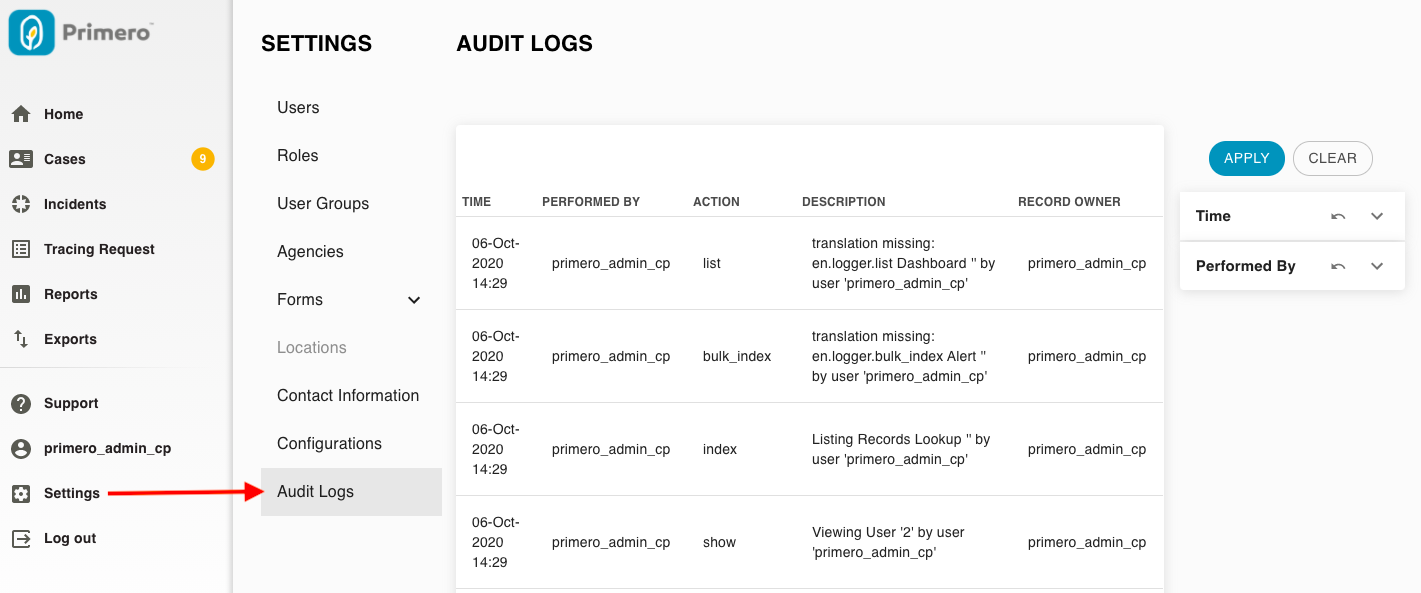 Primero™
Home
Cases
9
Incidents
Tracing Request
Reports
Exports
Support
primero_admin_cp
Settings
Log out
SETTINGS
Users
Roles
User Groups
Agencies
Forms
Locations
Contact Information
Configurations
Audit Logs
AUDIT LOGS
TIME PERFORMED BY ACTION DESCRIPTION RECORD OWNER
06-Oct-
2020
14:29
primero_admin_cp
list
translation missing:
en.logger.list Dashboard '' by
user 'primero_admin_cp'
primero_admin_cp
06-Oct-
2020
14:29
primero_admin_cp
bulk_index
translation missing:
en.logger.bulk_index Alert ''
by user 'primero_admin_cp'
primero_admin_cp
06-Oct-
2020
14:29
primero_admin_cp
index
Listing Records Lookup '' by
user 'primero_admin_cp'
primero_admin_cp
06-Oct-
2020
14:29
primero_admin_cp
show
Viewing User '2' by user
'primero_admin_cp'
primero_admin_cp
APPLY
CLEAR
Time
Performed By